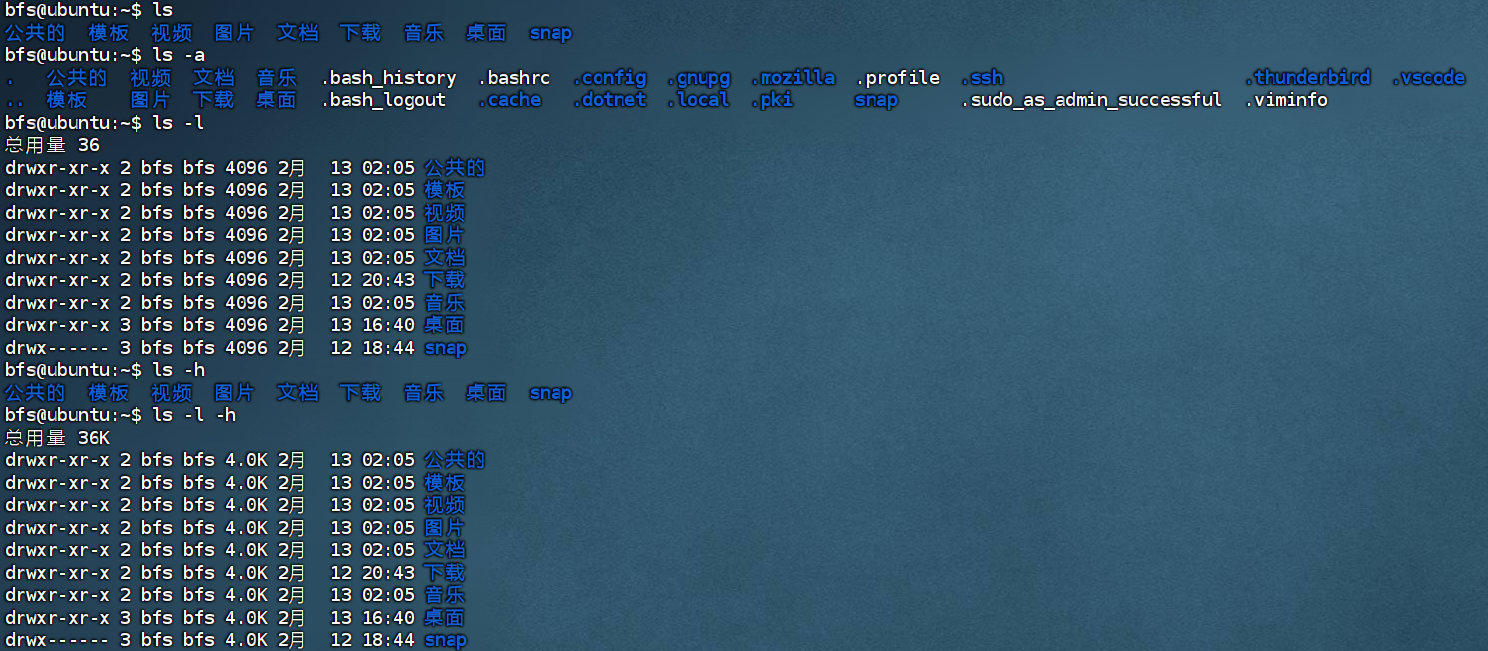 bfs@ubuntu:~$ ls
公共的  模板  视频  图片  文档  下载  音乐  桌面  snap
bfs@ubuntu:~$ ls -a
.   公共的  视频  文档  音乐  .bash_history  .bashrc  .config  .gnupg  .mozilla  .profile  .ssh                       .thunderbird  .vscode
..  模板    图片  下载  桌面  .bash_logout   .cache   .dotnet  .local  .pki      snap      .sudo_as_admin_successful  .viminfo
bfs@ubuntu:~$ ls -l
总用量 36
drwxr-xr-x 2 bfs bfs 4096 2月  13 02:05 公共的
drwxr-xr-x 2 bfs bfs 4096 2月  13 02:05 模板
drwxr-xr-x 2 bfs bfs 4096 2月  13 02:05 视频
drwxr-xr-x 2 bfs bfs 4096 2月  13 02:05 图片
drwxr-xr-x 2 bfs bfs 4096 2月  13 02:05 文档
drwxr-xr-x 2 bfs bfs 4096 2月  12 20:43 下载
drwxr-xr-x 2 bfs bfs 4096 2月  13 02:05 音乐
drwxr-xr-x 3 bfs bfs 4096 2月  13 16:40 桌面
drwx------ 3 bfs bfs 4096 2月  12 18:44 snap
bfs@ubuntu:~$ ls -h
公共的  模板  视频  图片  文档  下载  音乐  桌面  snap
bfs@ubuntu:~$ ls -l -h
总用量 36K
drwxr-xr-x 2 bfs bfs 4.0K 2月  13 02:05 公共的
drwxr-xr-x 2 bfs bfs 4.0K 2月  13 02:05 模板
drwxr-xr-x 2 bfs bfs 4.0K 2月  13 02:05 视频
drwxr-xr-x 2 bfs bfs 4.0K 2月  13 02:05 图片
drwxr-xr-x 2 bfs bfs 4.0K 2月  13 02:05 文档
drwxr-xr-x 2 bfs bfs 4.0K 2月  12 20:43 下载
drwxr-xr-x 2 bfs bfs 4.0K 2月  13 02:05 音乐
drwxr-xr-x 3 bfs bfs 4.0K 2月  13 16:40 桌面
drwx------ 3 bfs bfs 4.0K 2月  12 18:44 snap